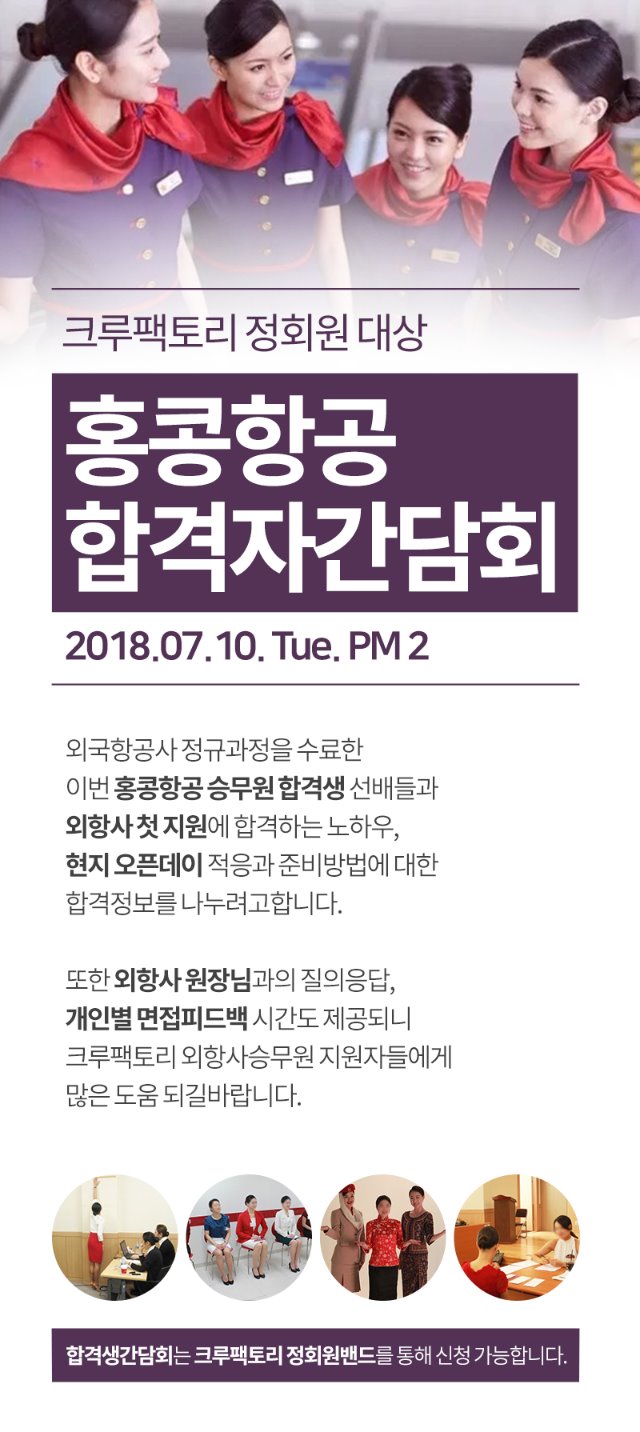 크루팩토리 정회원 대상
홍콩항공
합격자간담회
2018.07.10. Tue. PM 2
외국항공사 정규과정을 수료한
이번 홍콩항공 승무원 합격생 선배들과
외항사 첫 지원에 합격하는 노하우,
현지 오픈데이 적응과 준비방법에 대한
합격정보를 나누려고합니다.
또한 외항사 원장님과의 질의응답,
개인별 면접피드백 시간도 제공되니
크루팩토리 외항사승무원 지원자들에게
많은 도움 되길바랍니다.
합격생간담회는 크루팩토리 정회원밴드를 통해 신청 가능합니다.